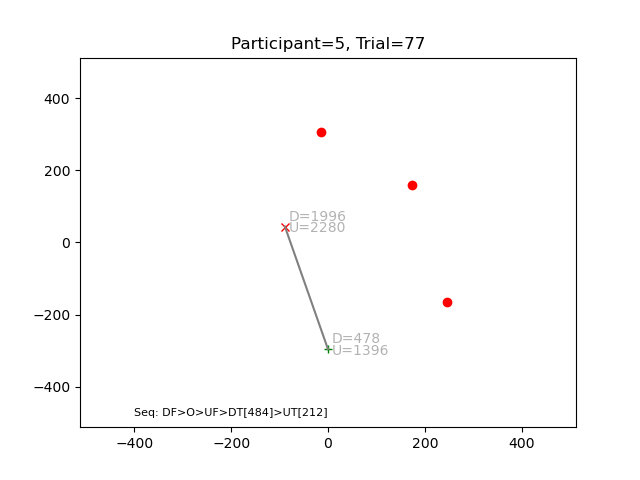 Participant=5, Trial=77
400
200
0
−200
−400
D=1996
U=2280
D=478
U=1396
Seq: DF>O>UF>DT[484]>UT[212]
−400 −200 0 200 400